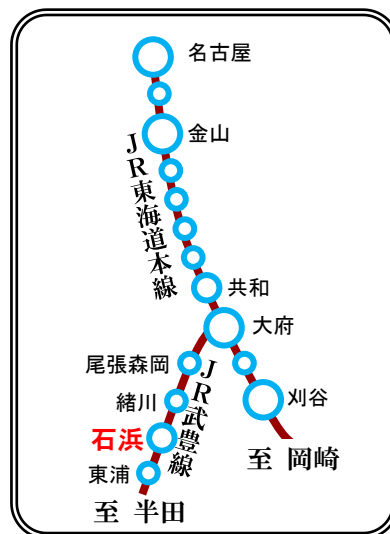 名古屋
金山
JR東海道本線
共和
大府
尾張森岡
JR武豊線
緒川
刈谷
石浜
至 岡崎
東浦
至 半田